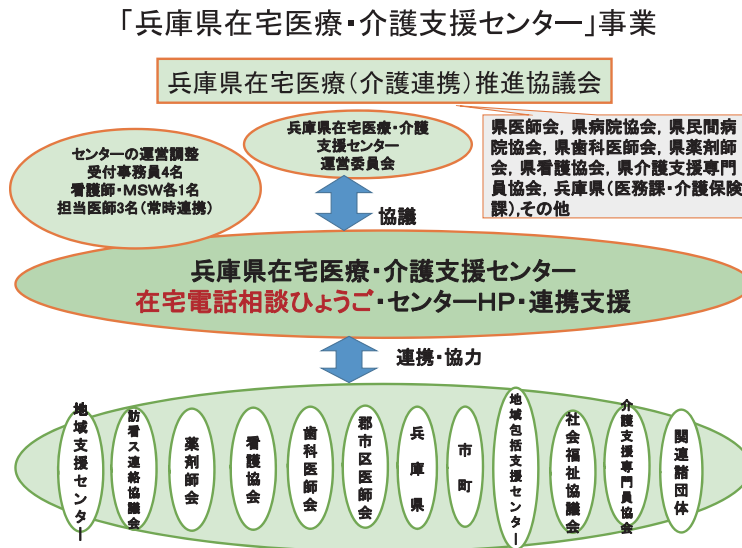 「兵庫県在宅医療・介護支援センター」事業
兵庫県在宅医療(介護連携)推進協議会
兵庫県在宅医療・介護
支援センター
運営委員会
県医師会, 県病院協会, 県民間病
院協会, 県歯科医師会, 県薬剤師
会, 県看護協会, 県介護支援専門
員協会, 兵庫県(医務課・介護保険
課),その他
センターの運営調整
受付事務員4名
看護師・MSW各1名
担当医師3名(常時連携)
協議
兵庫県在宅医療・介護支援センター
在宅電話相談ひょうご・センターHP・連携支援
連携・協力
地域支援センター
訪看ス連絡協議会
薬剤師会
看護協会
歯科医師会
郡市区医師会
兵庫県
市町
地域包括支援センター
社会福祉協議会
介護支援専門員協会
関連諸団体